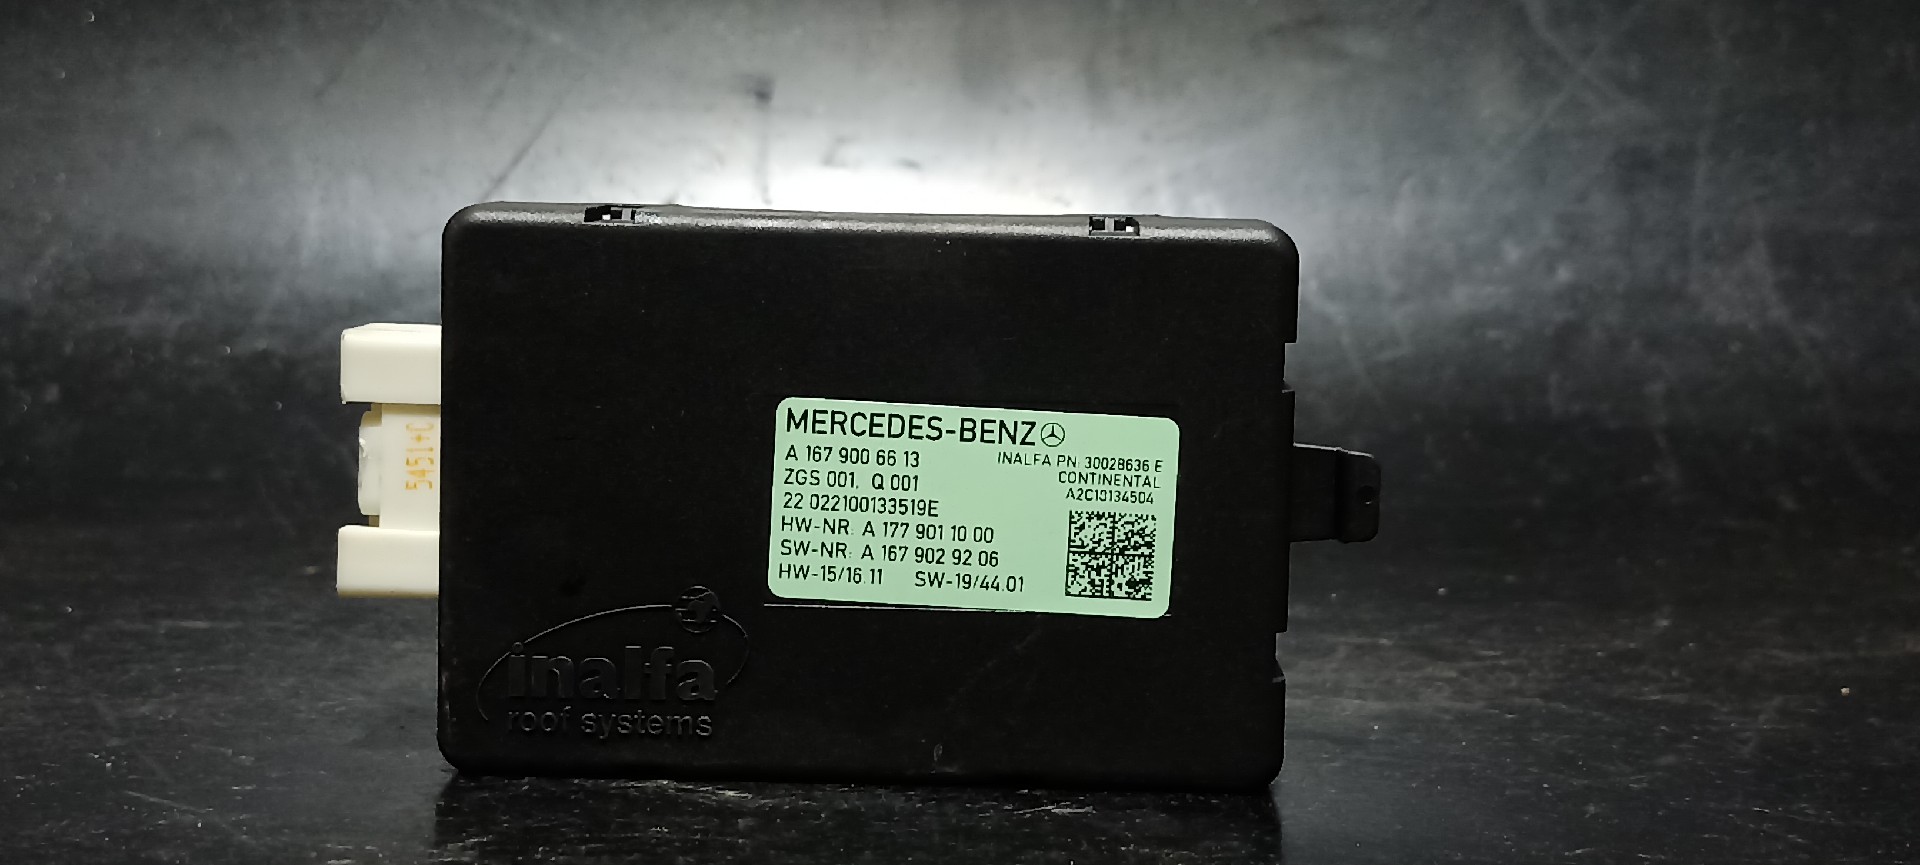 MERCEDES-BENZ
A 167 900 66 13
ZGS 001, Q 001
22 022100133519E
HW-NR: A 177 901 10 00
SW-NR: A 167 902 92 06
HW-15/16.11 SW-19/44.01
INALFA PN: 30028636 E
CONTINENTAL
A2C10134504
5451+C
inalfa
roof systems